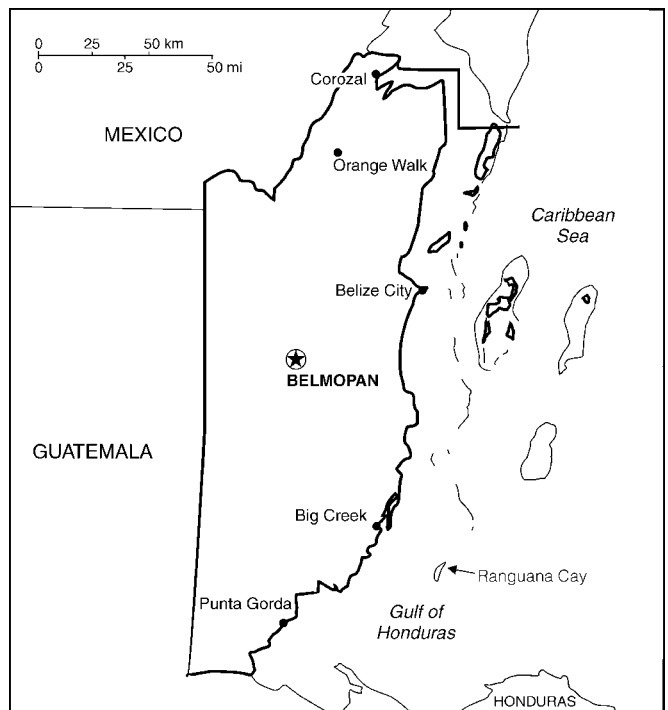 0 25 50 km
0 25 50 mi
Corozal
MEXICO
Orange Walk
Caribbean
Sea
Belize City
BELMOPAN
GUATEMALA
Big Creek
Ranguana Cay
Punta Gorda
Gulf of
Honduras
HONDURAS